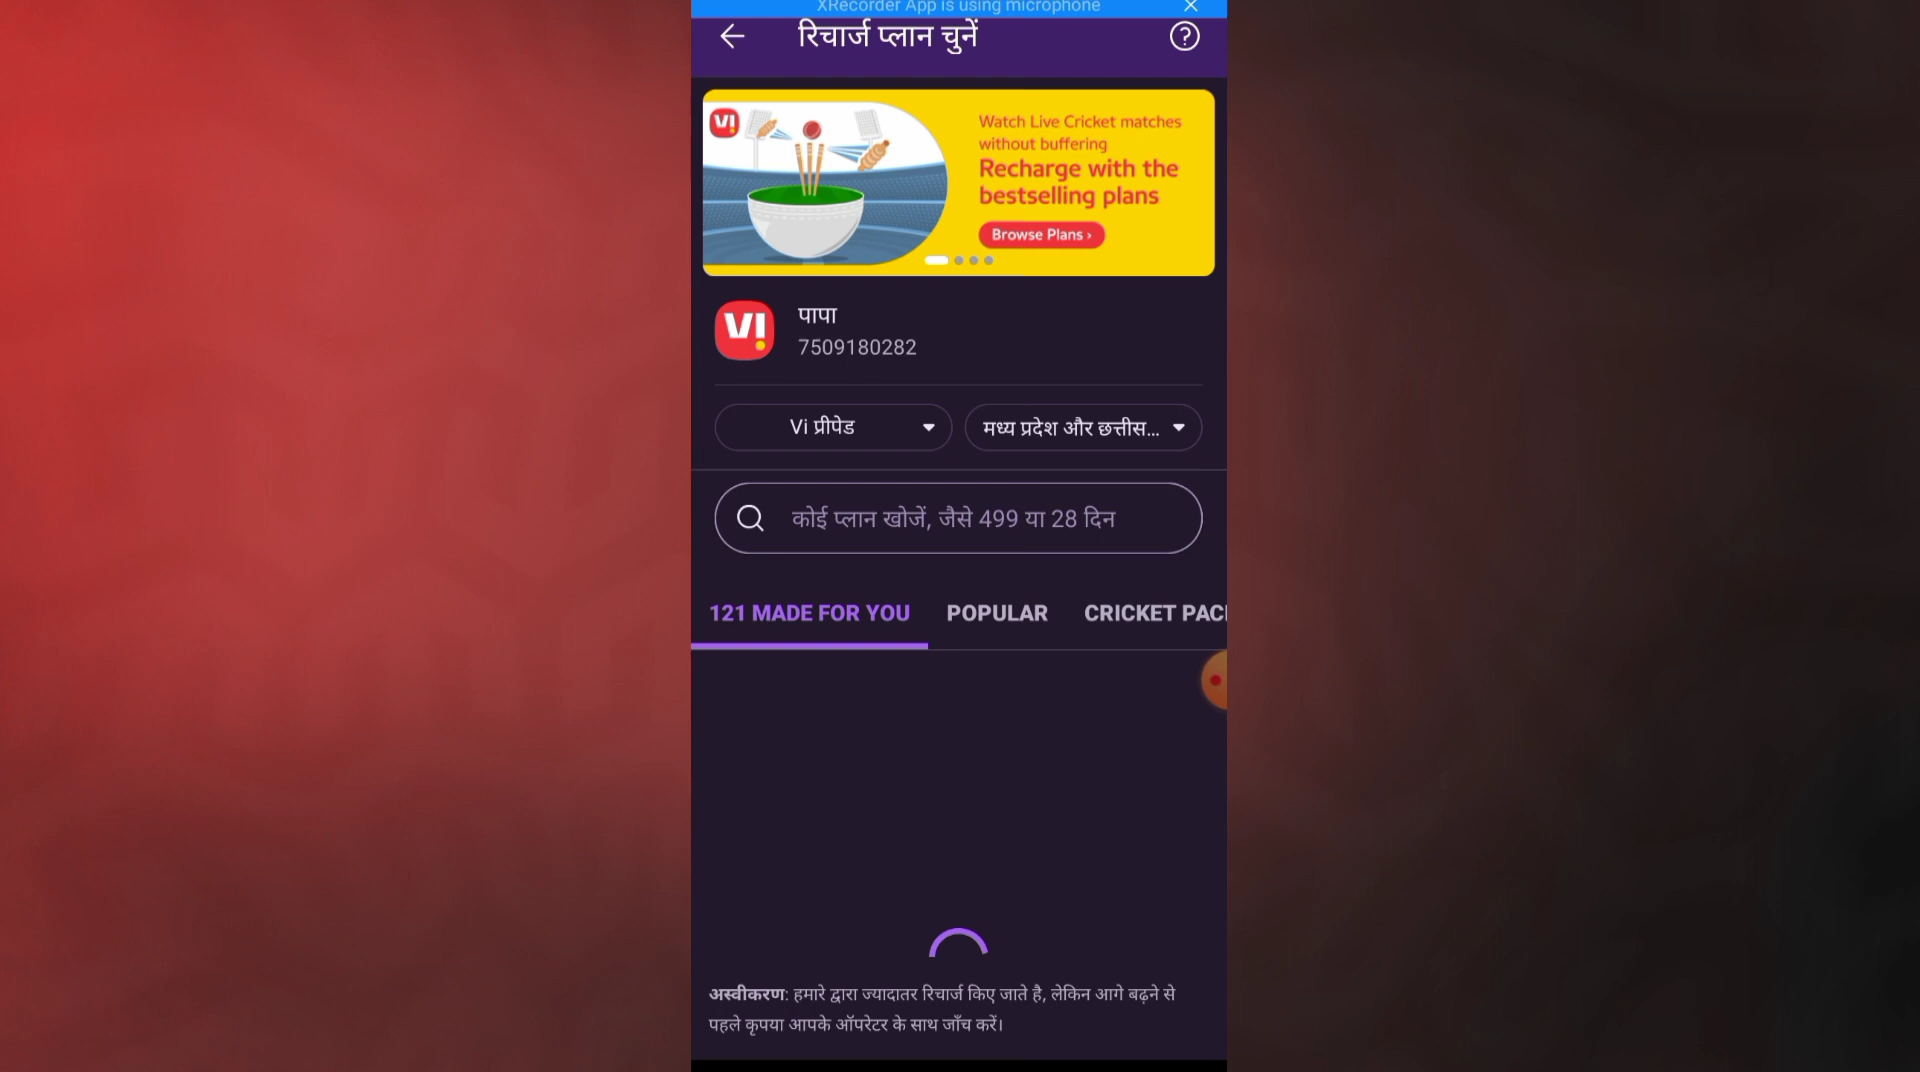 XRecorder App is using microphone
रिचार्ज प्लान चुनें
Watch Live Cricket matches
without buffering
Recharge with the
bestselling plans
Browse Plans ›
VI
VI
पापा
7509180282
Vi प्रीपेड
मध्य प्रदेश और छत्तीस...
कोई प्लान खोजें, जैसे 499 या 28 दिन
121 MADE FOR YOU POPULAR CRICKET PAC
अस्वीकरण: हमारे द्वारा ज्यादातर रिचार्ज किए जाते है, लेकिन आगे बढ़ने से
पहले कृपया आपके ऑपरेटर के साथ जाँच करें।